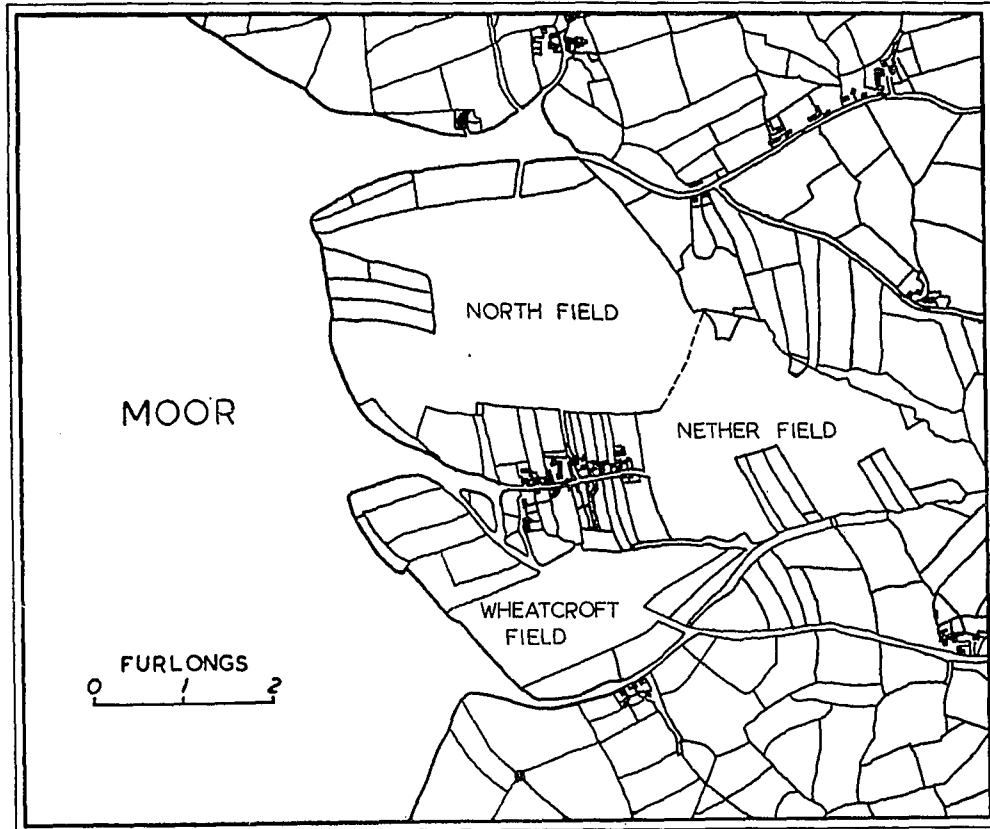 NORTH FIELD
MOOR
NETHER FIELD
WHEATCROFT
FIELD
FURLONGS
0 1 2